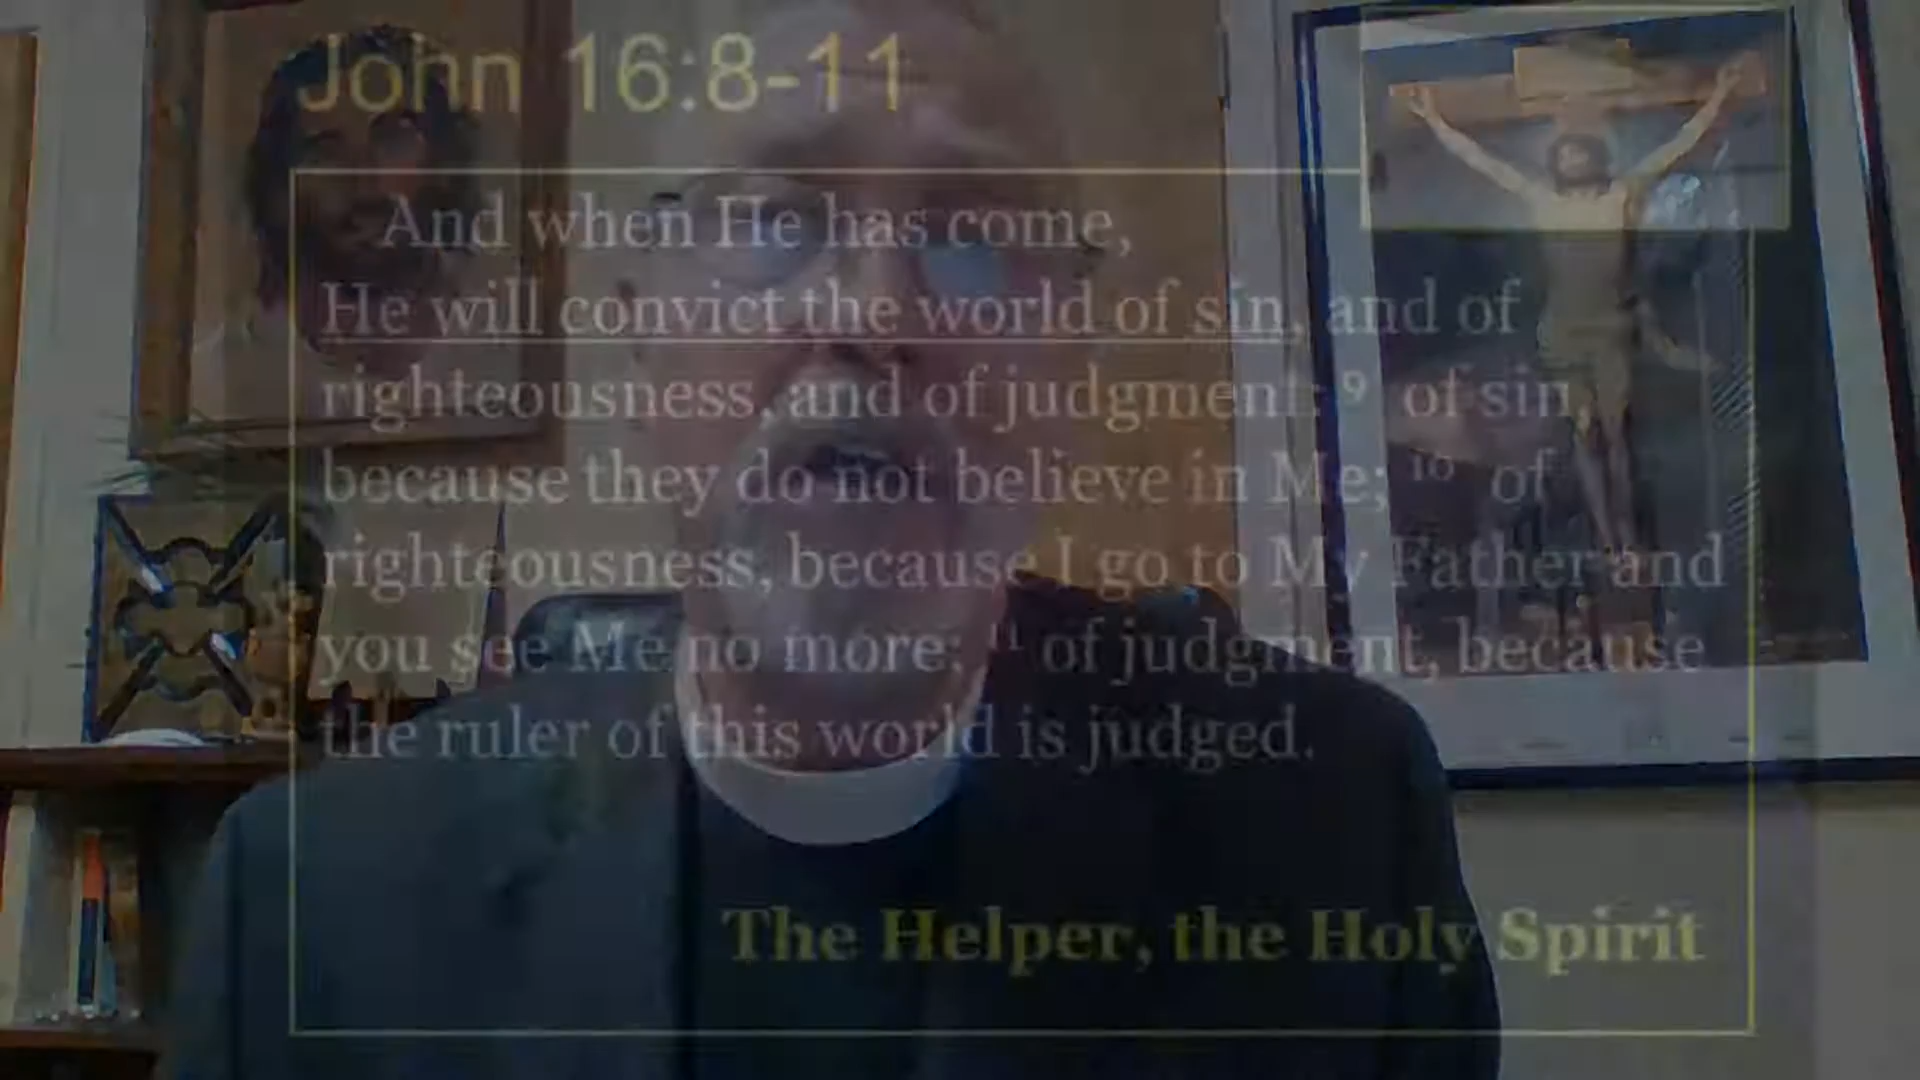 John 16:8-11
And when He has come,
He will convict the world of sin, and of
righteousness, and of judgment: 9 of sin,
because they do not believe in Me; 10 of
righteousness, because I go to My Father and
you see Me no more; 11 of judgment, because
the ruler of this world is judged.
The Helper, the Holy Spirit